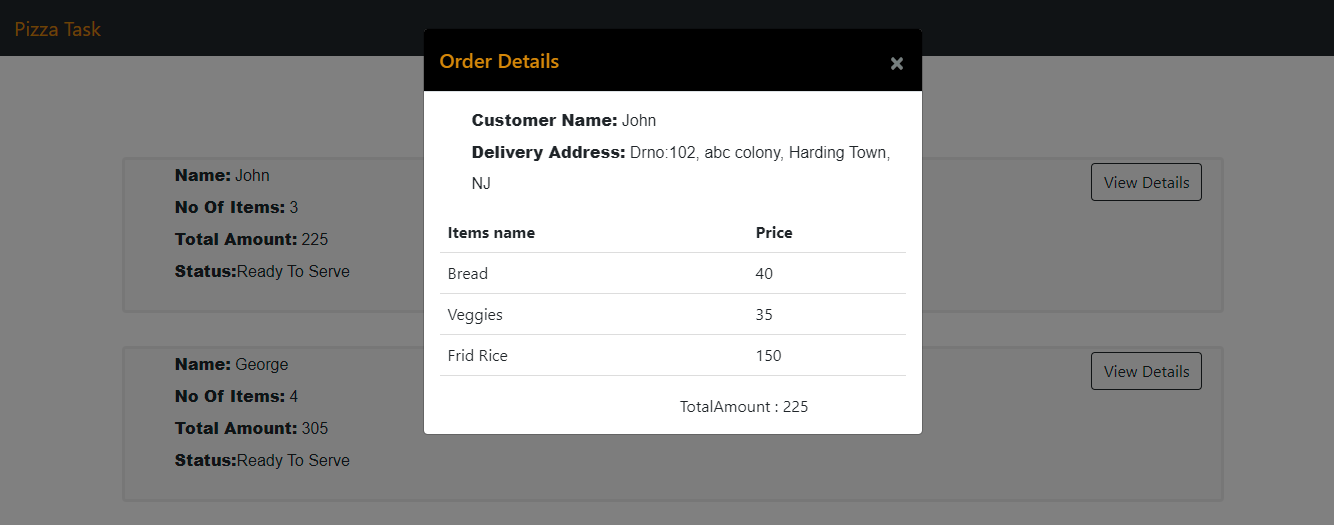 Pizza Task
Order Details
×
Customer Name: John
Delivery Address: Drno:102, abc colony, Harding Town,
NJ
Items name Price
Bread 40
Veggies 35
Frid Rice 150
TotalAmount : 225
Name: John
No Of Items: 3
Total Amount: 225
Status:Ready To Serve
View Details
Name: George
No Of Items: 4
Total Amount: 305
Status:Ready To Serve
View Details